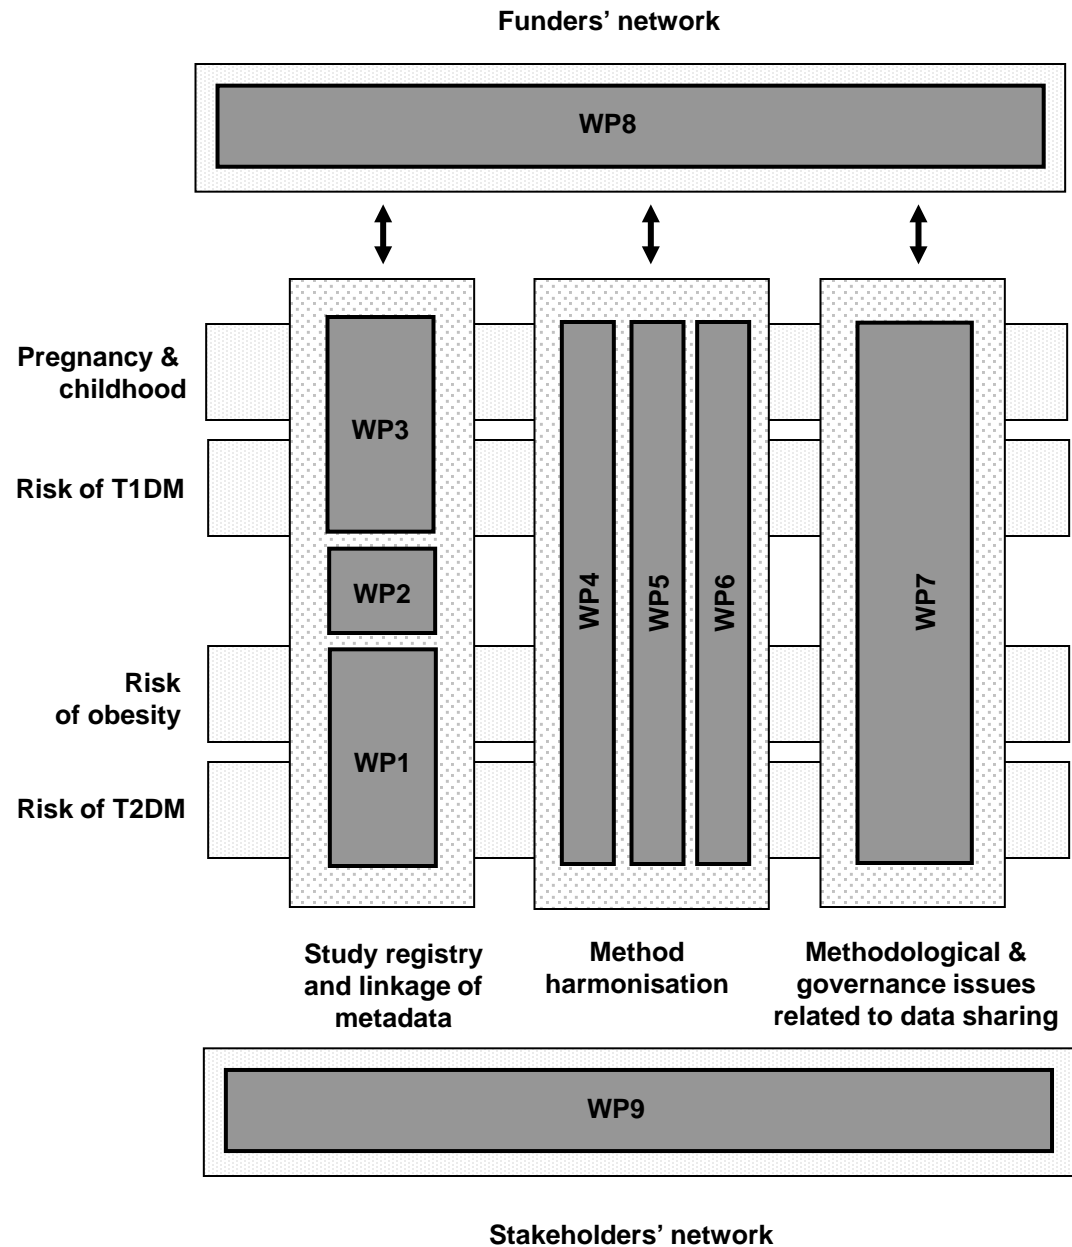 Funders’ network
WP8
Pregnancy &
childhood
WP3
Risk of T1DM
WP2
WP4
WP5
WP6
WP7
Risk
of obesity
WP1
Risk of T2DM
Study registry
and linkage of
metadata
Method
harmonisation
Methodological &
governance issues
related to data sharing
WP9
Stakeholders’ network